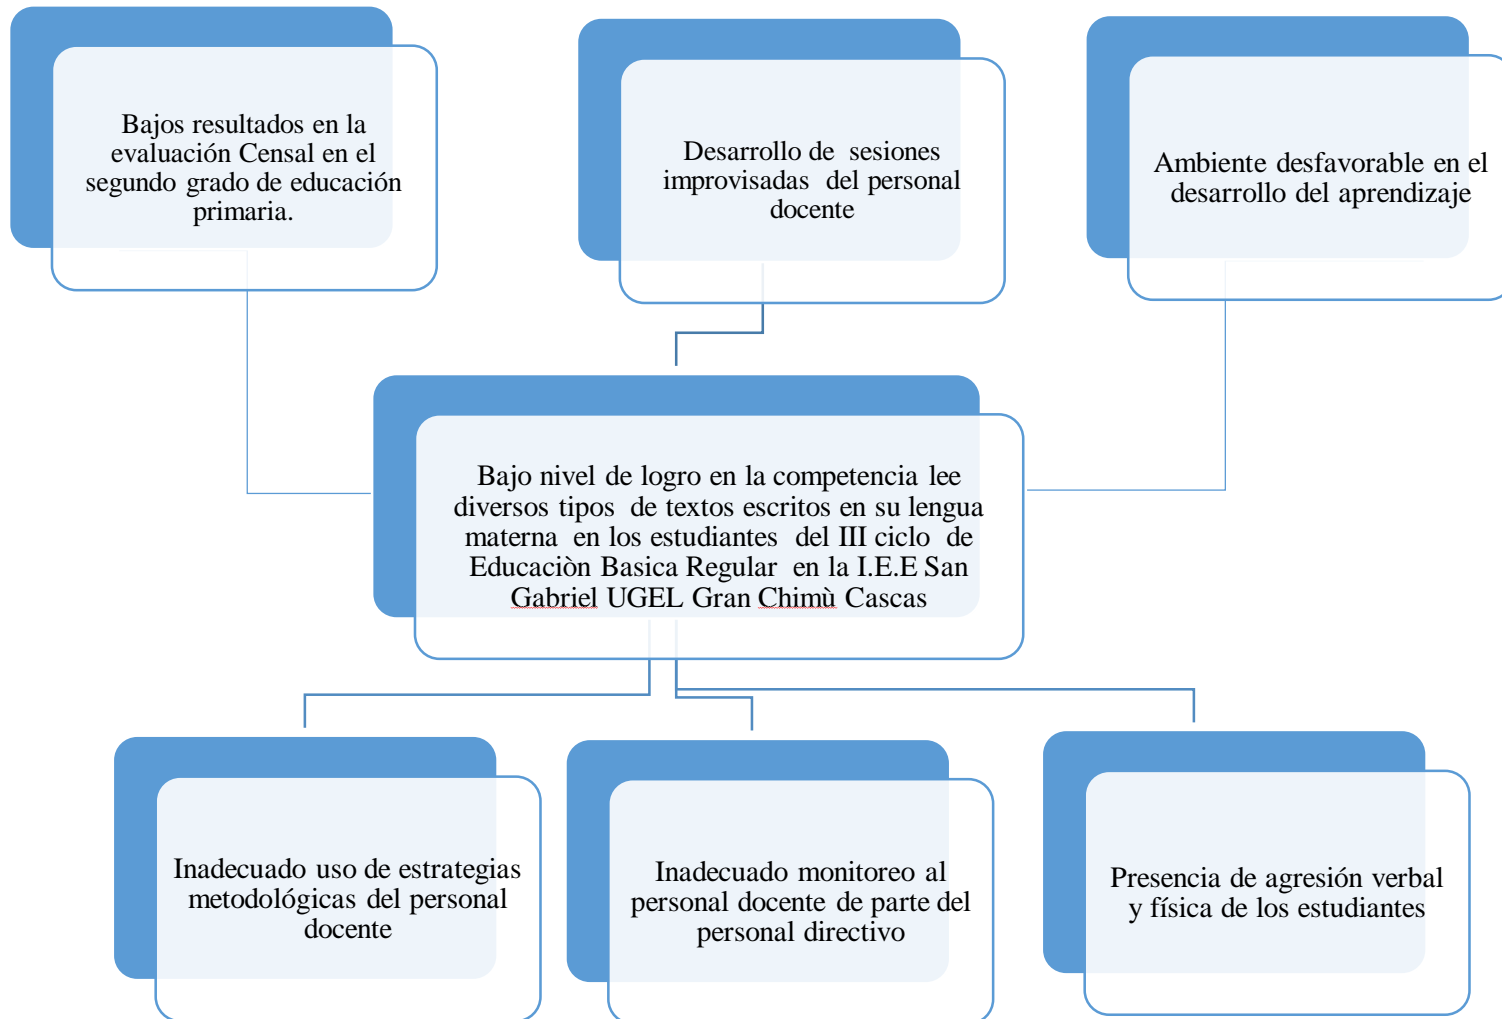 Bajos resultados en la
evaluación Censal en el
segundo grado de educación
primaria.
Desarrollo de sesiones
improvisadas del personal
docente
Ambiente desfavorable en el
desarrollo del aprendizaje
Bajo nivel de logro en la competencia lee
diversos tipos de textos escritos en su lengua
materna en los estudiantes del III ciclo de
Educaciòn Basica Regular en la I.E.E San
Gabriel UGEL Gran Chimù Cascas
Inadecuado uso de estrategias
metodológicas del personal
docente
Inadecuado monitoreo al
personal docente de parte del
personal directivo
Presencia de agresión verbal
y física de los estudiantes